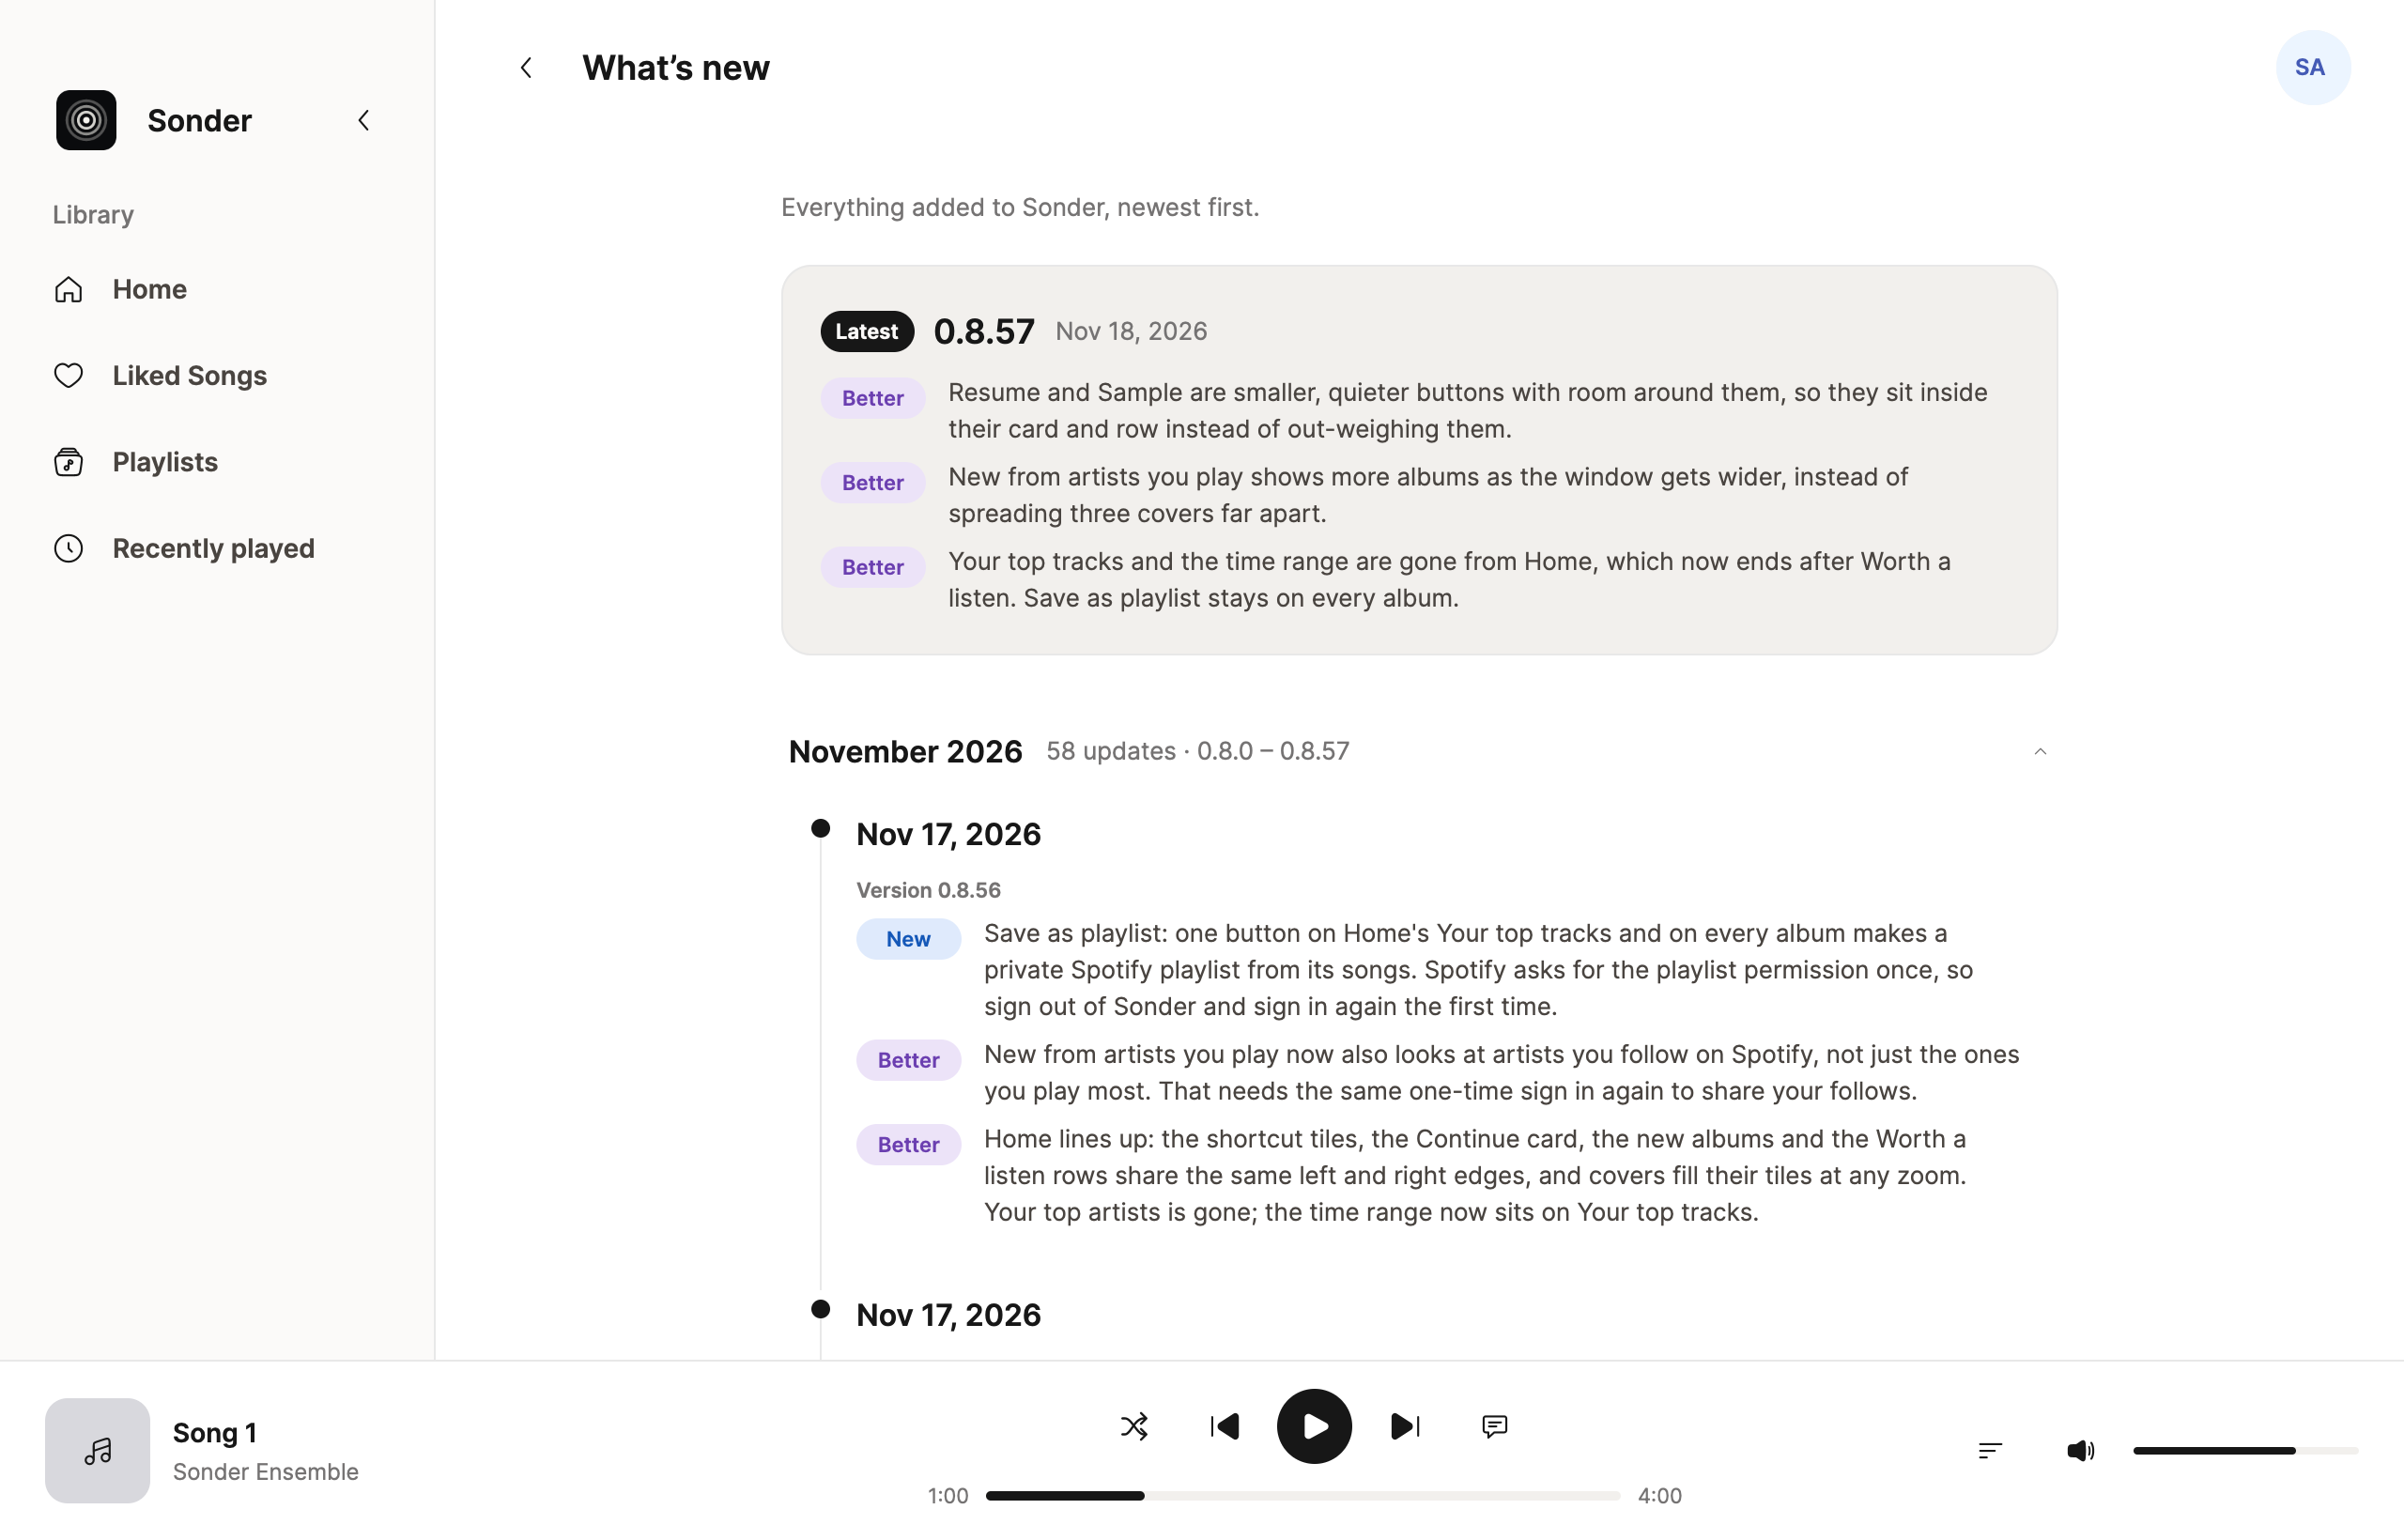 Sonder
Library
Home
Liked Songs
Playlists
Recently played
What’s new
SA
Everything added to Sonder, newest first.
Latest 0.8.57 Nov 18, 2026
Better Resume and Sample are smaller, quieter buttons with room around them, so they sit inside
their card and row instead of out-weighing them.
Better New from artists you play shows more albums as the window gets wider, instead of
spreading three covers far apart.
Better Your top tracks and the time range are gone from Home, which now ends after Worth a
listen. Save as playlist stays on every album.
November 2026 58 updates · 0.8.0 – 0.8.57
Nov 17, 2026
Version 0.8.56
New Save as playlist: one button on Home's Your top tracks and on every album makes a
private Spotify playlist from its songs. Spotify asks for the playlist permission once, so
sign out of Sonder and sign in again the first time.
Better New from artists you play now also looks at artists you follow on Spotify, not just the ones
you play most. That needs the same one-time sign in again to share your follows.
Better Home lines up: the shortcut tiles, the Continue card, the new albums and the Worth a
listen rows share the same left and right edges, and covers fill their tiles at any zoom.
Your top artists is gone; the time range now sits on Your top tracks.
Nov 17, 2026
Song 1
Sonder Ensemble
1:00
4:00